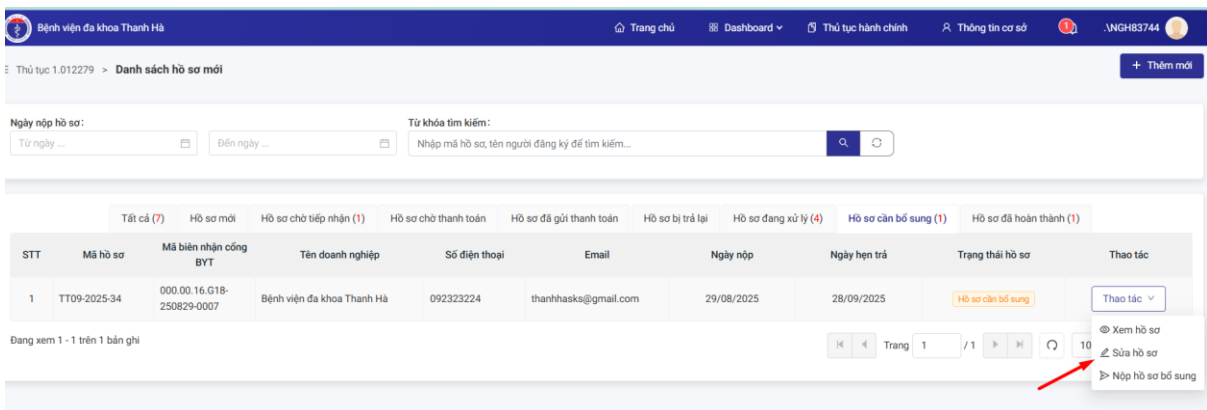 Bệnh viện đa khoa Thanh Hà
Trang chủ
Dashboard
Thủ tục hành chính
Thông tin cơ sở
1
.\NGH83744
Thủ tục 1.012279 > Danh sách hồ sơ mới
+ Thêm mới
Ngày nộp hồ sơ:
Từ khóa tìm kiếm:
Từ ngày ...
Đến ngày ...
Nhập mã hồ sơ, tên người đăng ký để tìm kiếm...
Tất cả (7)
Hồ sơ mới
Hồ sơ chờ tiếp nhận (1)
Hồ sơ chờ thanh toán
Hồ sơ đã gửi thanh toán
Hồ sơ bị trả lại
Hồ sơ đang xử lý (4)
Hồ sơ cần bổ sung (1)
Hồ sơ đã hoàn thành (1)
STT
Mã hồ sơ
Mã biên nhận cổng
BYT
Tên doanh nghiệp
Số điện thoại
Email
Ngày nộp
Ngày hẹn trả
Trạng thái hồ sơ
Thao tác
1
TT09-2025-34
000.00.16.G18-
250829-0007
Bệnh viện đa khoa Thanh Hà
092323224
thanhhasks@gmail.com
29/08/2025
28/09/2025
Hồ sơ cần bổ sung
Thao tác
Đang xem 1 - 1 trên 1 bản ghi
Trang 1 / 1
10
Xem hồ sơ
Sửa hồ sơ
Nộp hồ sơ bổ sung